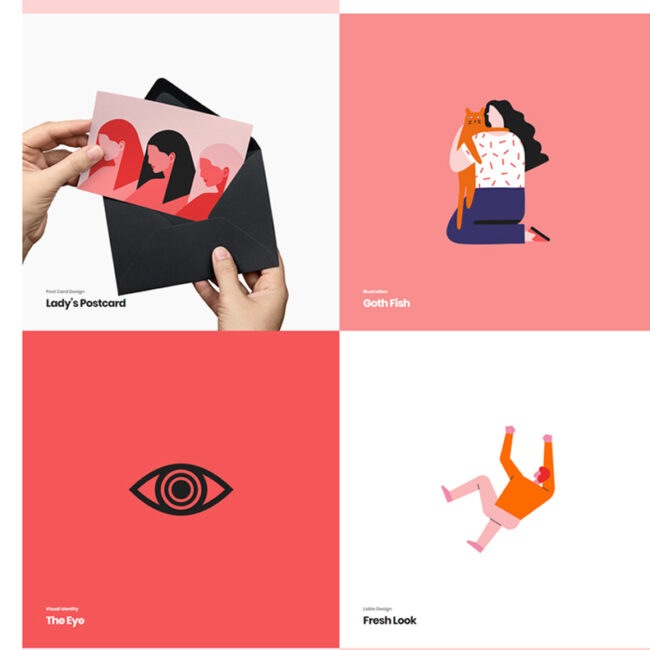 Post Card Design
Lady's Postcard
Illustration
Goth Fish
Visual Identity
The Eye
Lable Design
Fresh Look